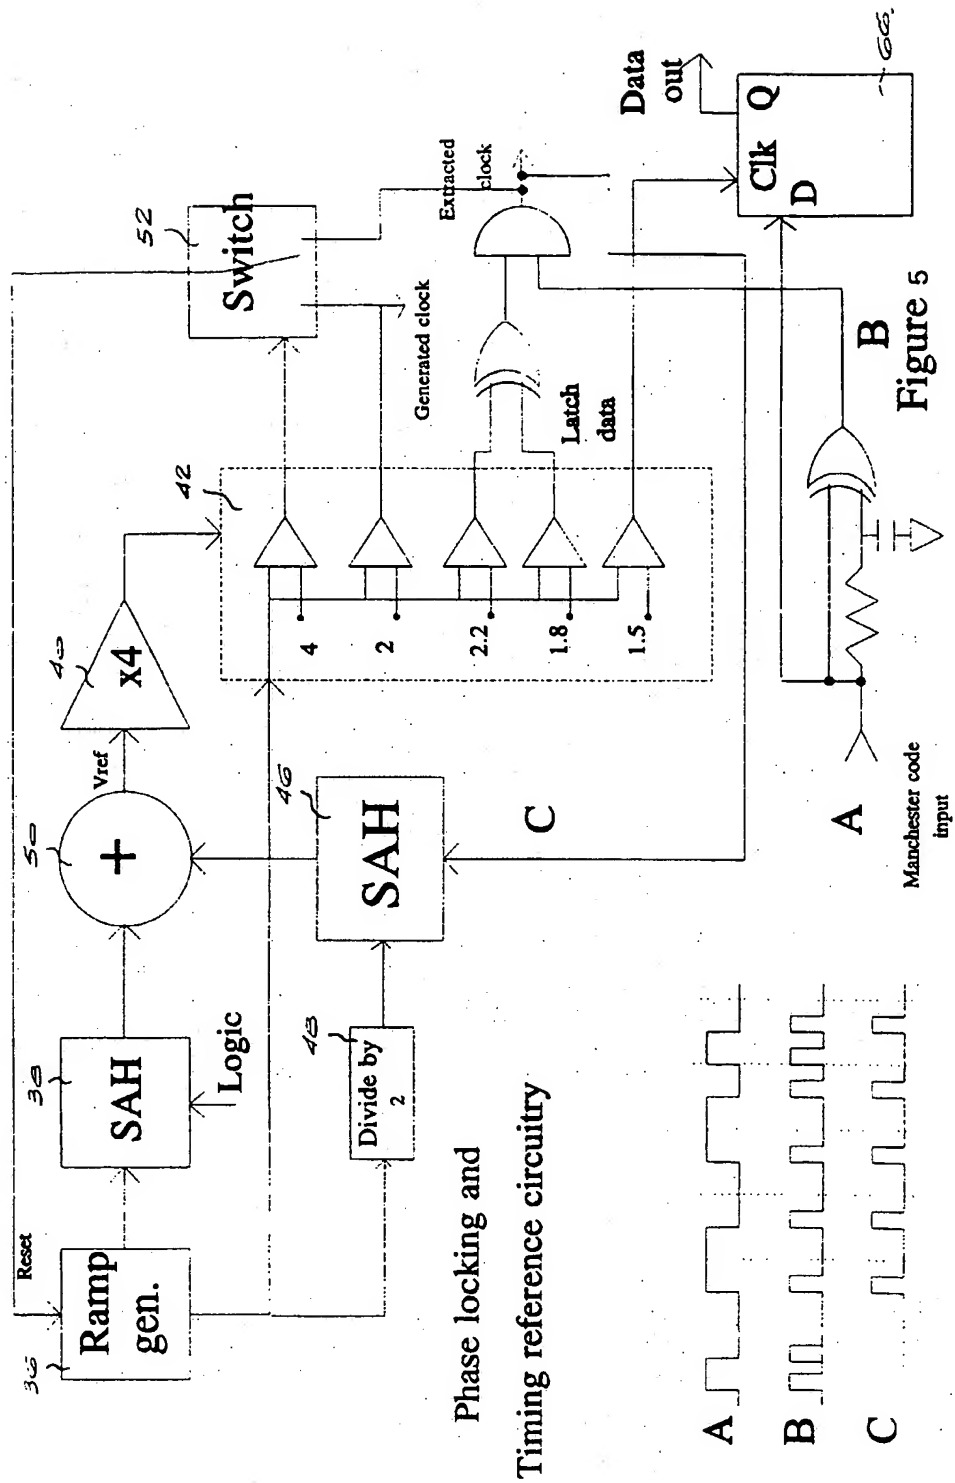 36
Reset
Ramp
gen.
38
SAH
Logic
50
+
Vref
40
x4
48
Divide by
2
46
SAH
C
42
4
2
2.2
1.8
1.5
52
Switch
Generated clock
Extracted
clock
Latch
data
Data
out
Clk
Q
D
66
A
Manchester code
input
B
Figure 5
Phase locking and
Timing reference circuitry
A
B
C